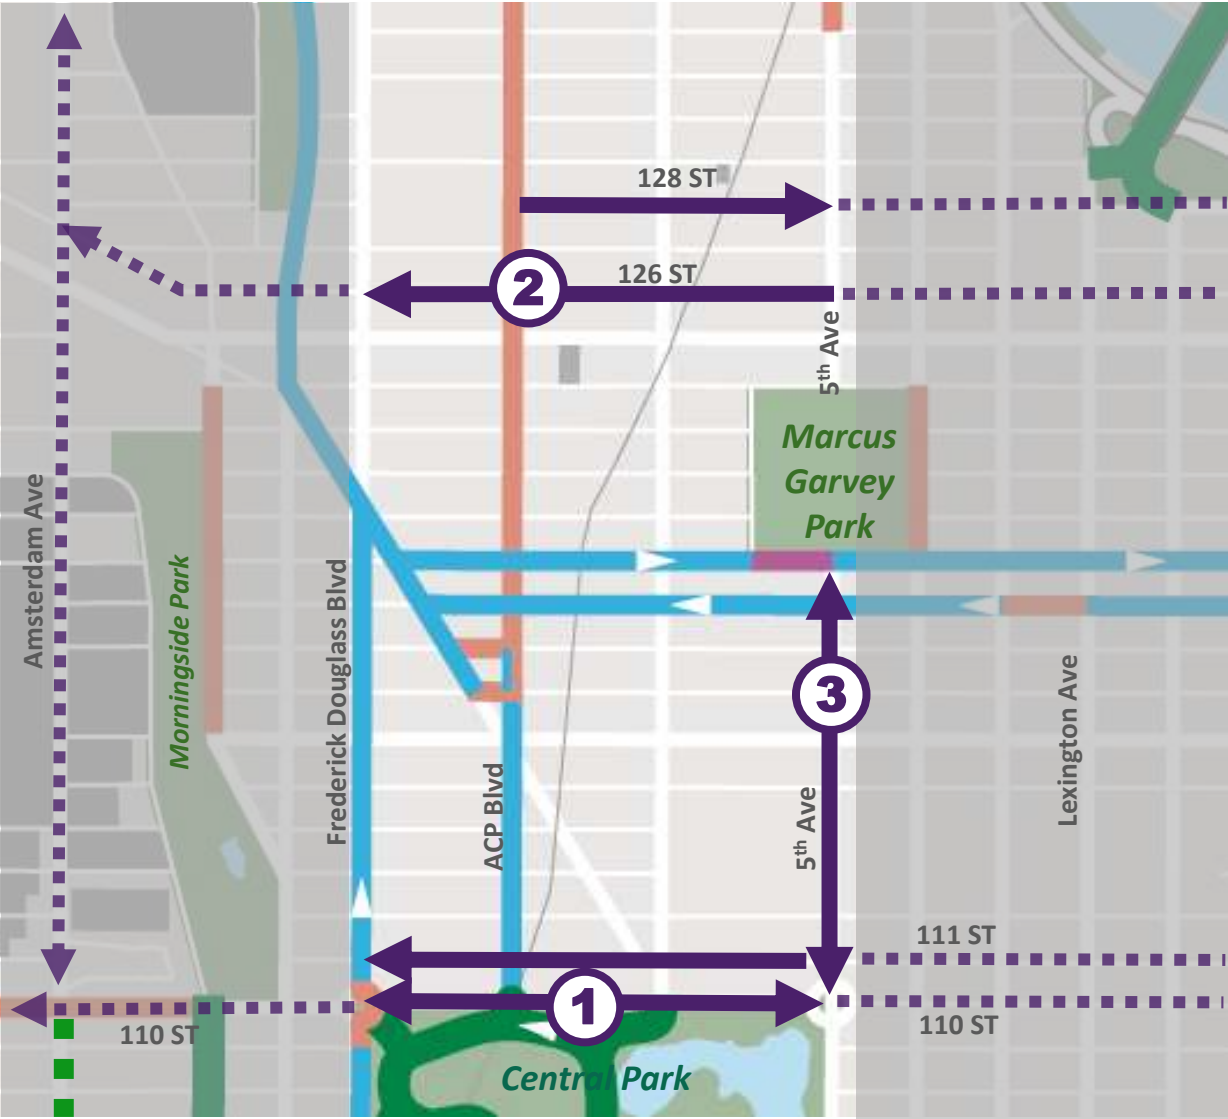 128 ST
126 ST
2
5th Ave
Marcus
Garvey
Park
Amsterdam Ave
Morningside Park
Frederick Douglass Blvd
ACP Blvd
3
5th Ave
Lexington Ave
111 ST
1
110 ST
110 ST
Central Park